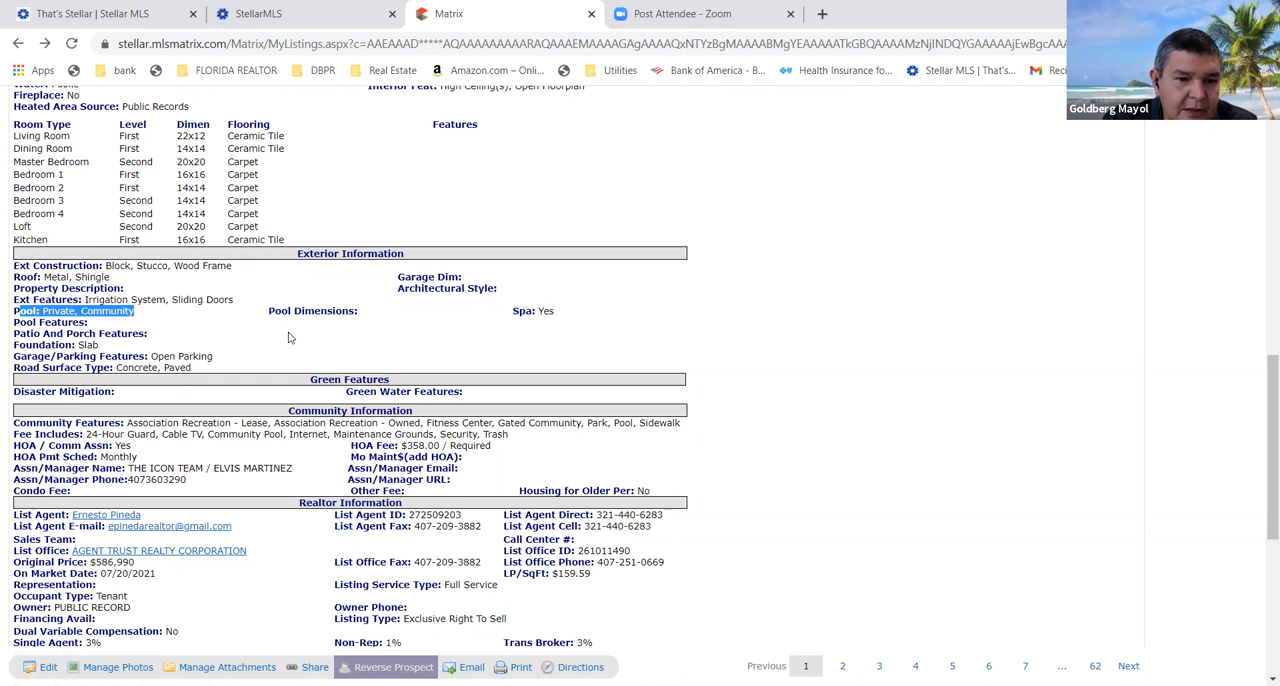 That's Stellar | Stellar MLS
StellarMLS
Matrix
Post Attendee - Zoom
stellar.mlsmatrix.com/Matrix/MyListings.aspx?c=AAEAAAD*****AQAAAAAAAAARAQAAAEMAAAAGAgAAAAQxNTYzBgMAAAABMgYEAAAAATkGBQAAAAMzNjINDQYGAAAAAjEwBgcAA
Apps bank FLORIDA REALTOR DBPR Real Estate Amazon.com – Onli... Utilities Bank of America - B... Health Insurance fo... Stellar MLS | That's... Reci
Goldberg Mayol
Water: Public Interior Feat: High Ceiling(s), Open Floorplan
Fireplace: No
Heated Area Source: Public Records
Room Type Level Dimen Flooring Features
Living Room First 22x12 Ceramic Tile
Dining Room First 14x14 Ceramic Tile
Master Bedroom Second 20x20 Carpet
Bedroom 1 First 16x16 Carpet
Bedroom 2 First 14x14 Carpet
Bedroom 3 Second 14x14 Carpet
Bedroom 4 Second 14x14 Carpet
Loft Second 20x20 Carpet
Kitchen First 16x16 Ceramic Tile
Exterior Information
Ext Construction: Block, Stucco, Wood Frame
Roof: Metal, Shingle Garage Dim:
Property Description: Architectural Style:
Ext Features: Irrigation System, Sliding Doors
Pool: Private, Community Pool Dimensions: Spa: Yes
Pool Features:
Patio And Porch Features:
Foundation: Slab
Garage/Parking Features: Open Parking
Road Surface Type: Concrete, Paved
Green Features
Disaster Mitigation: Green Water Features:
Community Information
Community Features: Association Recreation - Lease, Association Recreation - Owned, Fitness Center, Gated Community, Park, Pool, Sidewalk
Fee Includes: 24-Hour Guard, Cable TV, Community Pool, Internet, Maintenance Grounds, Security, Trash
HOA / Comm Assn: Yes HOA Fee: $358.00 / Required
HOA Pmt Sched: Monthly Mo Maint$(add HOA):
Assn/Manager Name: THE ICON TEAM / ELVIS MARTINEZ Assn/Manager Email:
Assn/Manager Phone:4073603290 Assn/Manager URL:
Condo Fee: Other Fee: Housing for Older Per: No
Realtor Information
List Agent: Ernesto Pineda List Agent ID: 272509203 List Agent Direct: 321-440-6283
List Agent E-mail: epinedarealtor@gmail.com List Agent Fax: 407-209-3882 List Agent Cell: 321-440-6283
Sales Team: Call Center #:
List Office: AGENT TRUST REALTY CORPORATION List Office ID: 261011490
Original Price: $586,990 List Office Fax: 407-209-3882 List Office Phone: 407-251-0669
On Market Date: 07/20/2021 LP/SqFt: $159.59
Representation: Listing Service Type: Full Service
Occupant Type: Tenant
Owner: PUBLIC RECORD Owner Phone:
Financing Avail: Listing Type: Exclusive Right To Sell
Dual Variable Compensation: No
Single Agent: 3% Non-Rep: 1% Trans Broker: 3%
Edit Manage Photos Manage Attachments Share Reverse Prospect Email Print Directions Previous 1 2 3 4 5 6 7 ... 62 Next